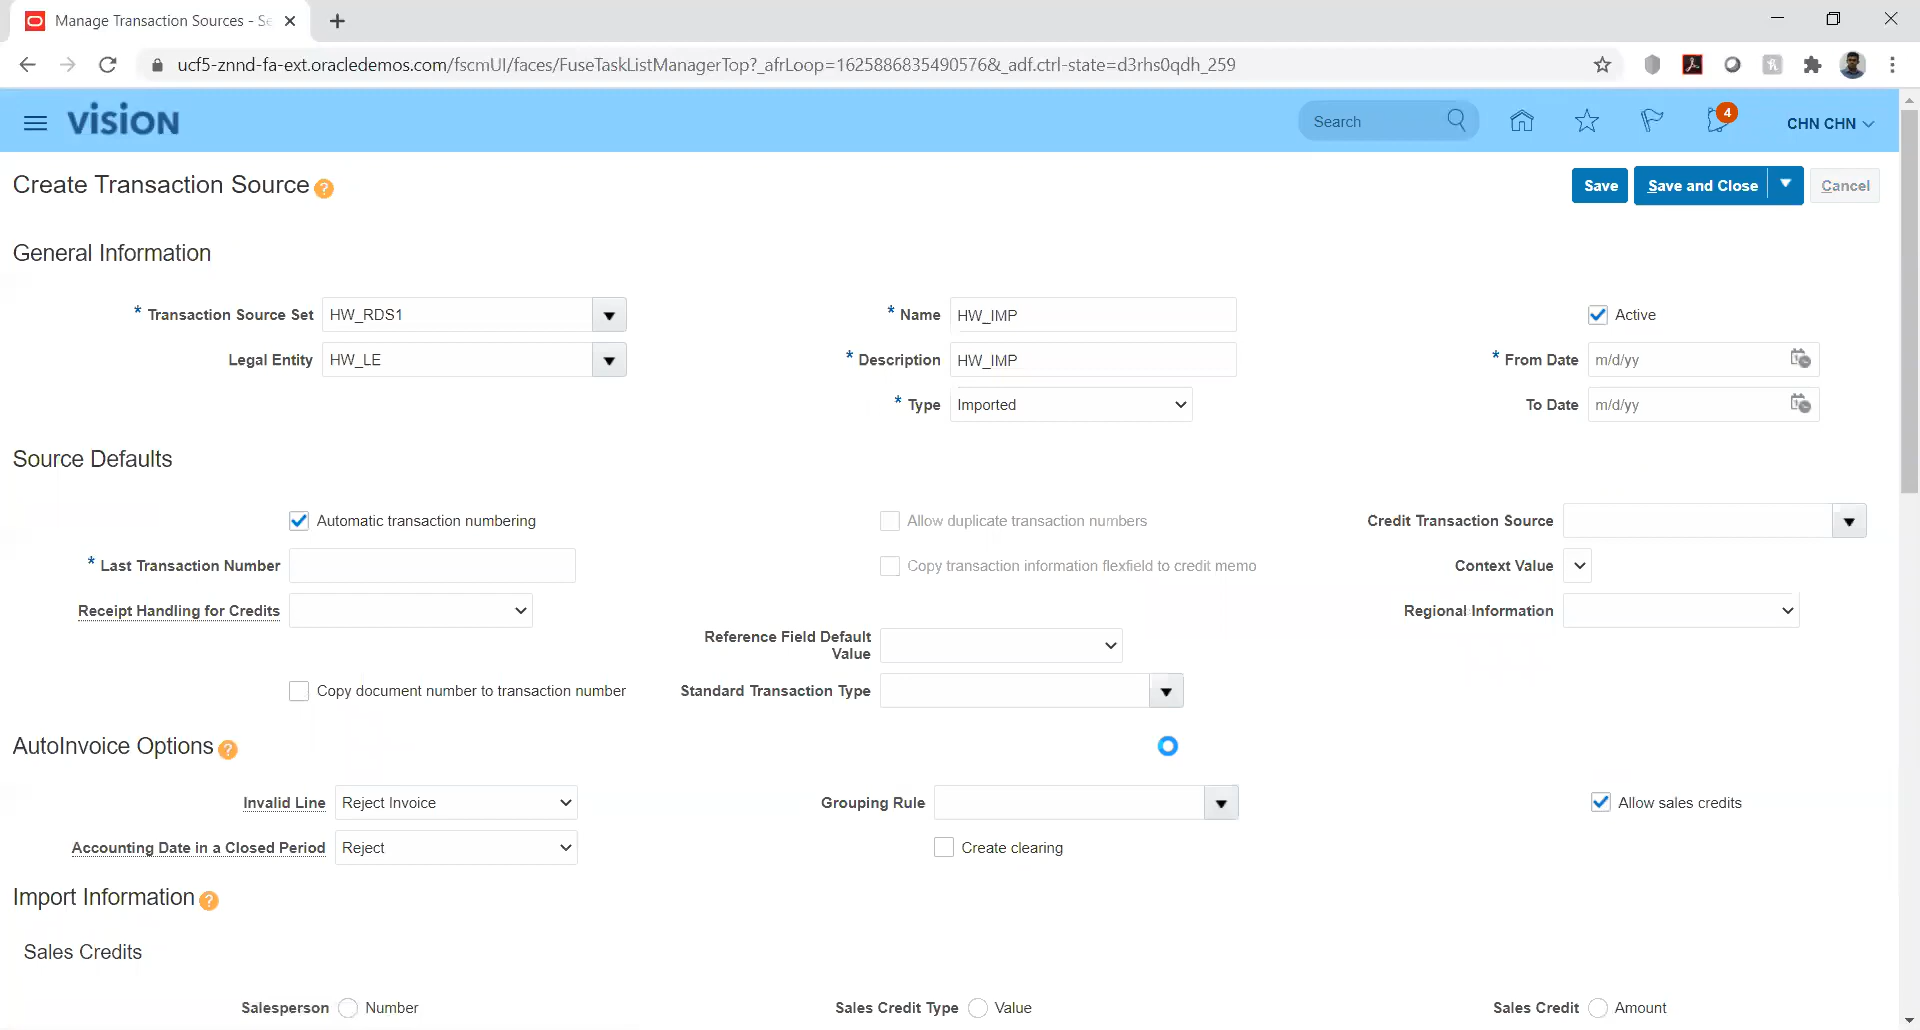 Manage Transaction Sources - Se
ucf5-znnd-fa-ext.oracledemos.com/fscmUI/faces/FuseTaskListManagerTop?_afrLoop=1625886835490576&_adf.ctrl-state=d3rhs0qdh_259
vision
Search
4
CHN CHN
Create Transaction Source ?
Save
Save and Close
Cancel
General Information
* Transaction Source Set HW_RDS1
* Name HW_IMP
Active
Legal Entity HW_LE
* Description HW_IMP
* From Date m/d/yy
* Type Imported
To Date m/d/yy
Source Defaults
Automatic transaction numbering
Allow duplicate transaction numbers
Credit Transaction Source
* Last Transaction Number
Copy transaction information flexfield to credit memo
Context Value
Receipt Handling for Credits
Regional Information
Reference Field Default
Value
Copy document number to transaction number
Standard Transaction Type
AutoInvoice Options ?
Invalid Line Reject Invoice
Grouping Rule
Allow sales credits
Accounting Date in a Closed Period Reject
Create clearing
Import Information ?
Sales Credits
Salesperson Number
Sales Credit Type Value
Sales Credit Amount